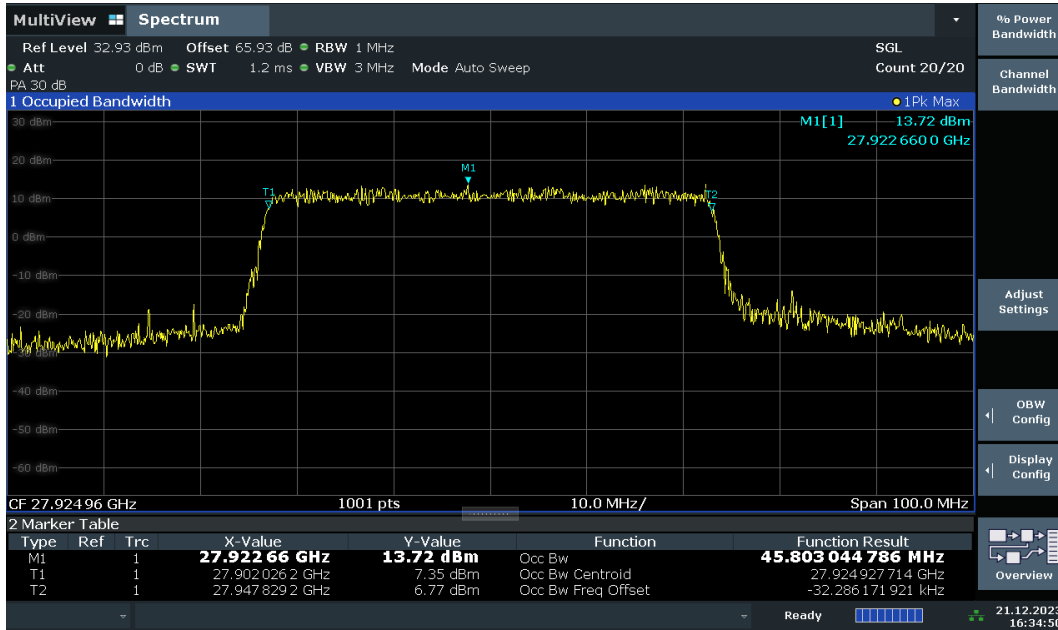 MultiView Spectrum
Ref Level 32.93 dBm Offset 65.93 dB RBW 1 MHz SGL
Att 0 dB SWT 1.2 ms VBW 3 MHz Mode Auto Sweep Count 20/20
PA 30 dB
1 Occupied Bandwidth 1Pk Max
30 dBm
M1[1] 13.72 dBm
27.922 660 0 GHz
20 dBm
M1
T1
T2
10 dBm
0 dBm
-10 dBm
-20 dBm
-30 dBm
-40 dBm
-50 dBm
-60 dBm
CF 27.924 96 GHz 1001 pts 10.0 MHz/ Span 100.0 MHz
2 Marker Table
Type Ref Trc X-Value Y-Value Function Function Result
M1 1 27.922 66 GHz 13.72 dBm Occ Bw 45.803 044 786 MHz
T1 1 27.902 026 2 GHz 7.35 dBm Occ Bw Centroid 27.924 927 714 GHz
T2 1 27.947 829 2 GHz 6.77 dBm Occ Bw Freq Offset -32.286 171 921 kHz
Ready 21.12.2023
16:34:50
% Power
Bandwidth
Channel
Bandwidth
Adjust
Settings
OBW
Config
Display
Config
Overview